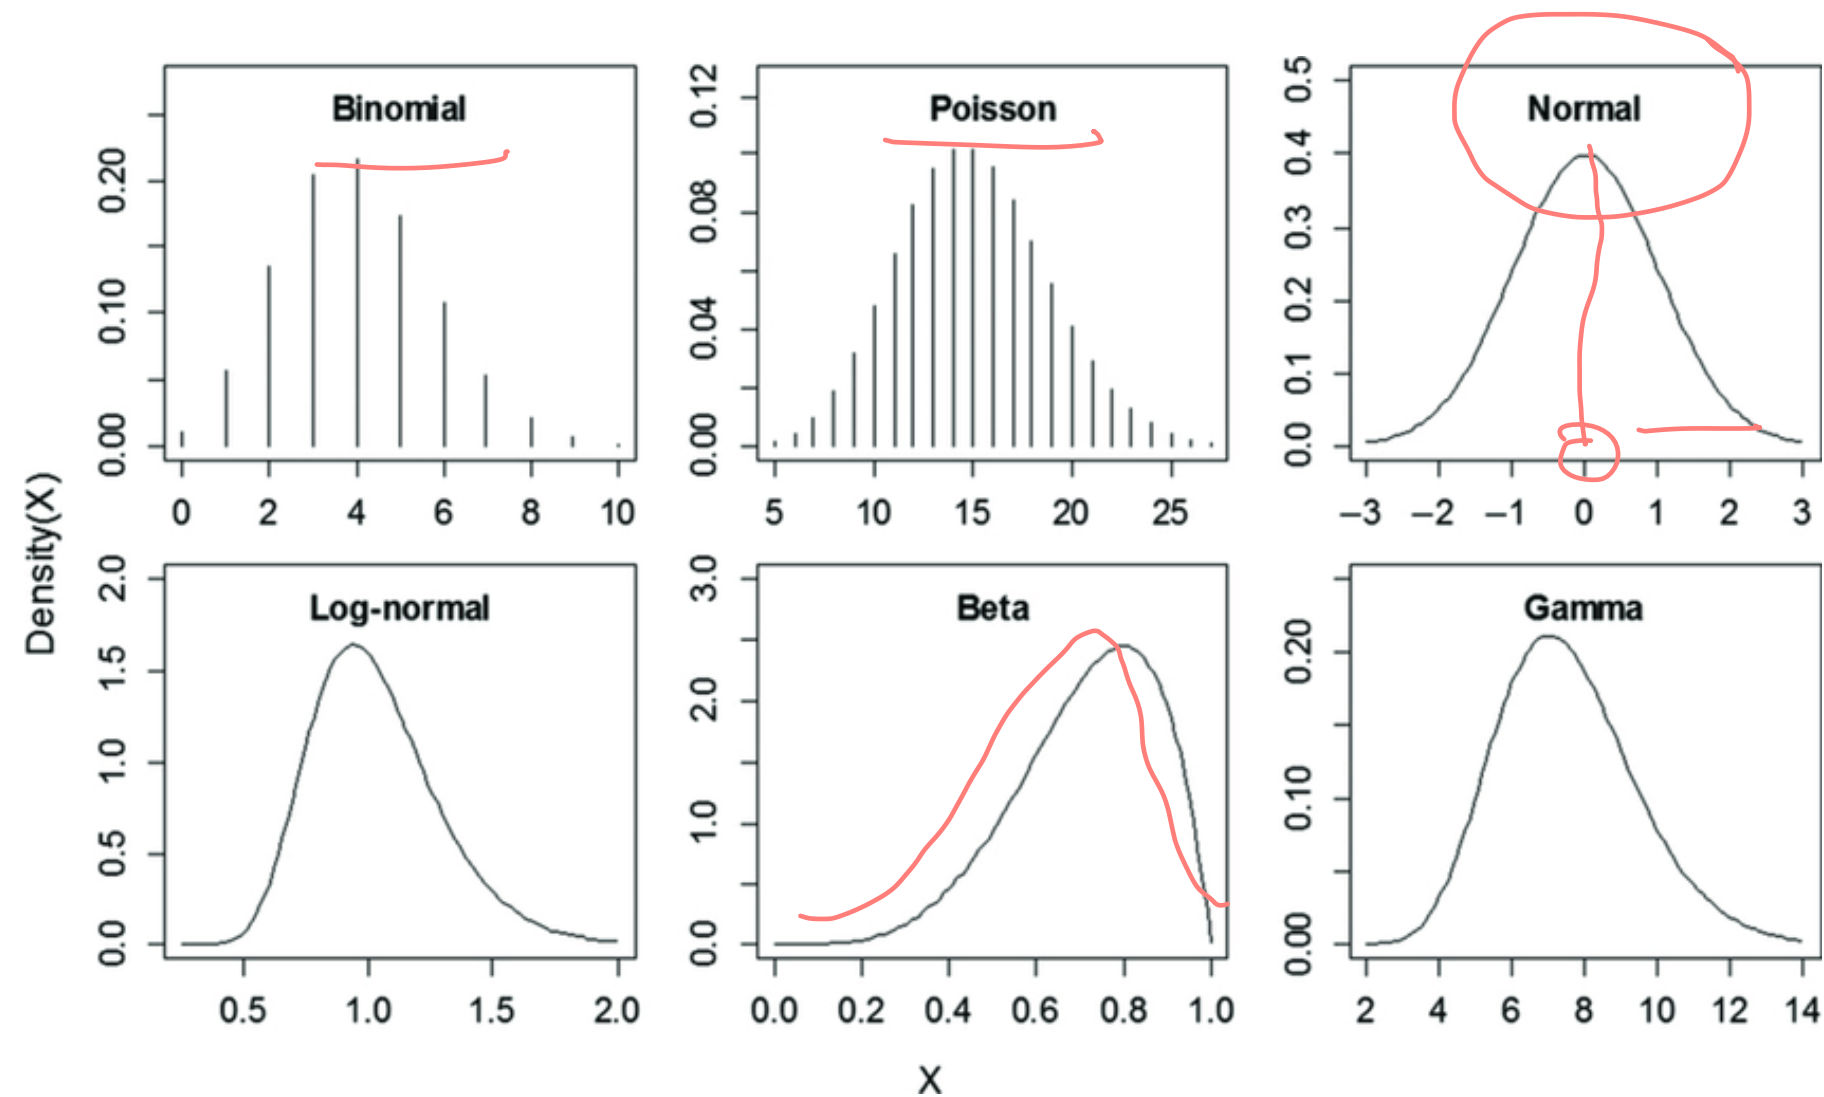 Binomial
Poisson
Normal
0.00 0.10 0.20
0.00 0.04 0.08 0.12
0.0 0.1 0.2 0.3 0.4 0.5
0 2 4 6 8 10
5 10 15 20 25
–3 –2 –1 0 1 2 3
Density(X)
Log-normal
Beta
Gamma
0.0 0.5 1.0 1.5 2.0
0.0 1.0 2.0 3.0
0.00 0.10 0.20
0.5 1.0 1.5 2.0
0.0 0.2 0.4 0.6 0.8 1.0
2 4 6 8 10 12 14
X